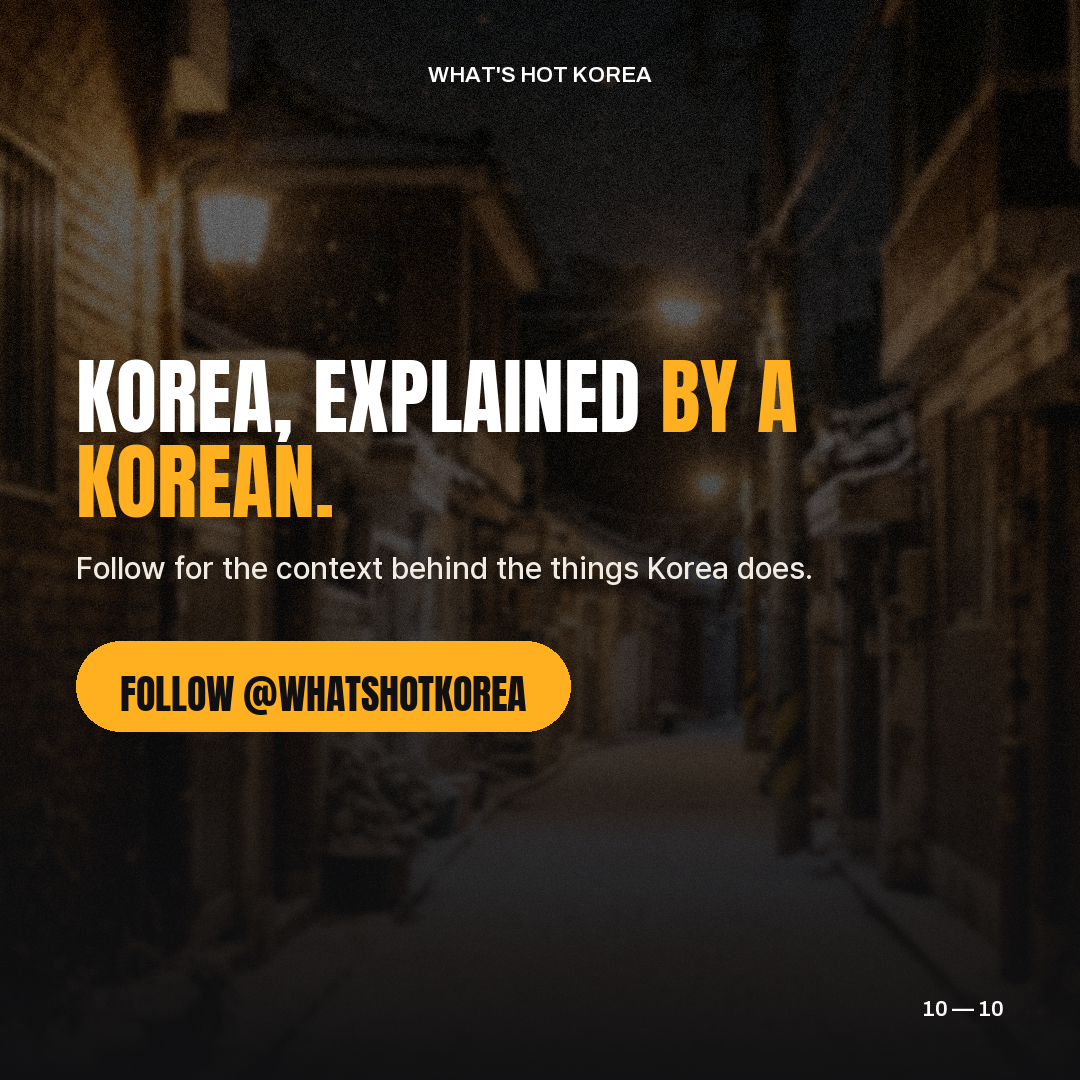 WHAT'S HOT KOREA
KOREA, EXPLAINED BY A
KOREAN.
Follow for the context behind the things Korea does.
FOLLOW @WHATSHOTKOREA
10 — 10